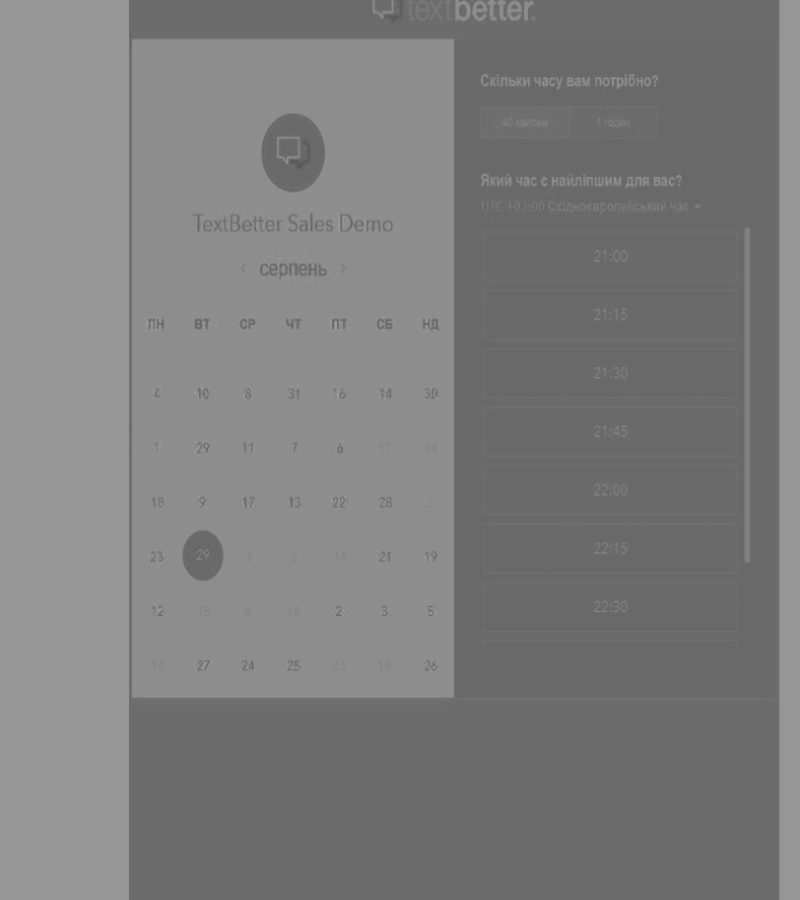 textbetter.
TextBetter Sales Demo
‹ серпень ›
ПН ВТ СР ЧТ ПТ СБ НД
4 10 8 31 16 14 30
1 29 11 7 6 17 14
18 9 17 13 22 28 2
23 29 3 5 14 21 19
12 15 6 16 2 3 5
27 24 25 23 16 26
Скільки часу вам потрібно?
40 хвилин 1 годин
Який час є найліпшим для вас?
UTC +03:00 Східноєвропейський час
21:00
21:15
21:30
21:45
22:00
22:15
22:30